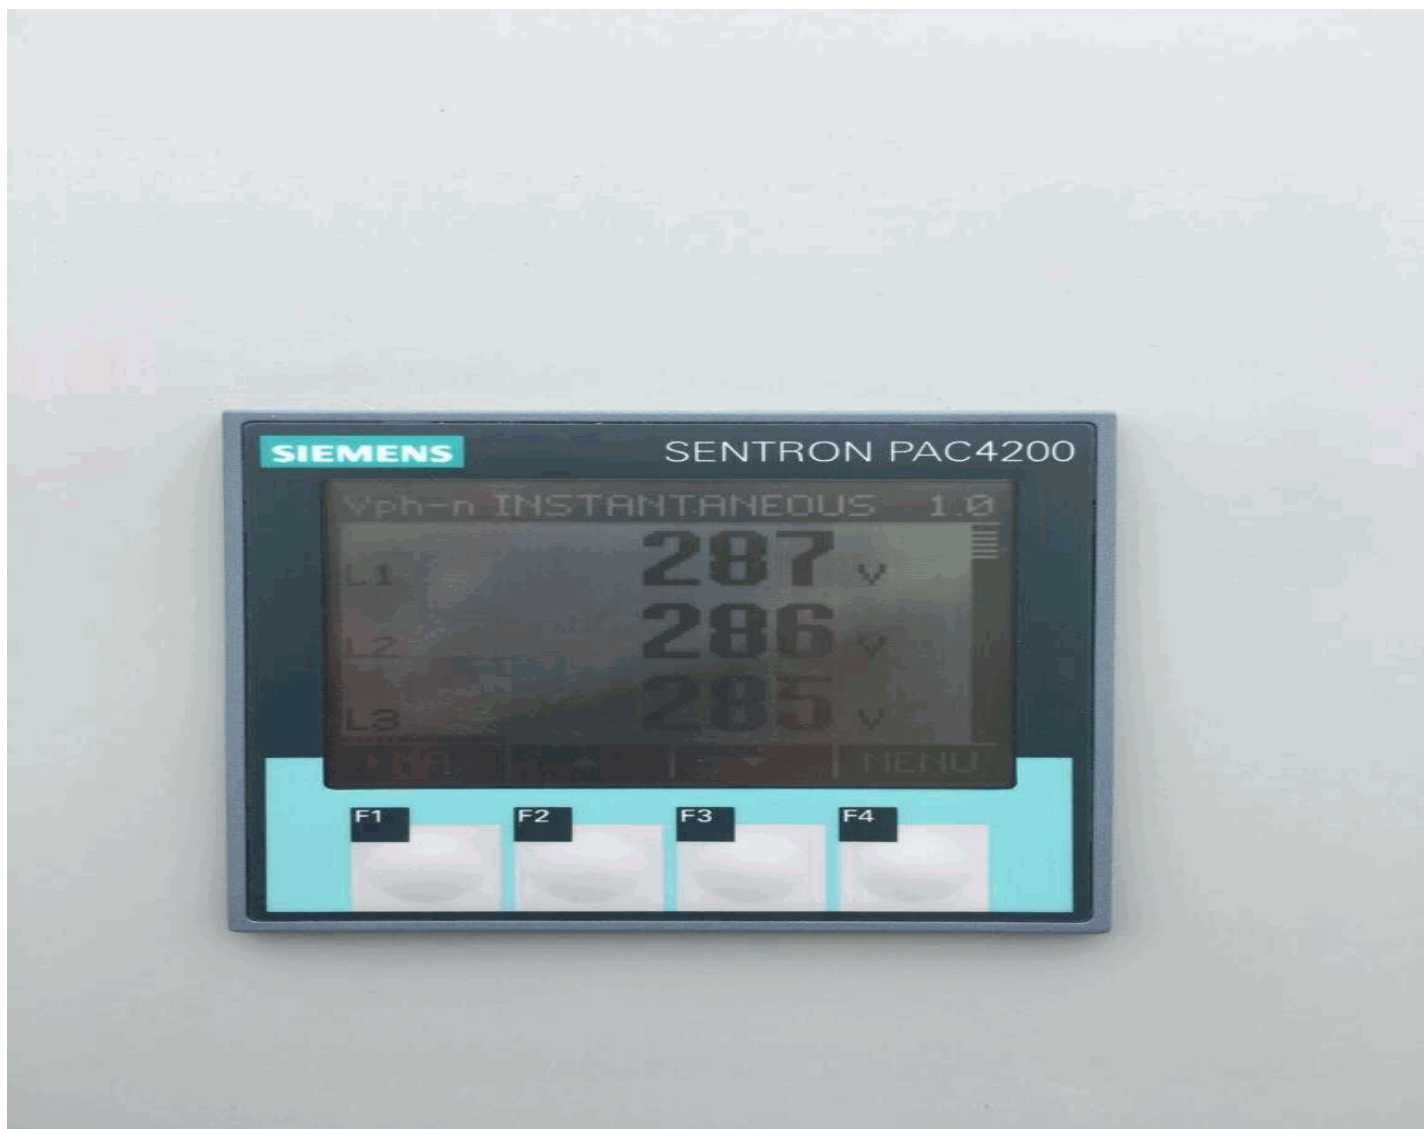 SIEMENS
SENTRON PAC4200
Vph-n INSTANTANEOUS 1.0
L1 287 V
L2 286 V
L3 285 V
MENU
F1 F2 F3 F4